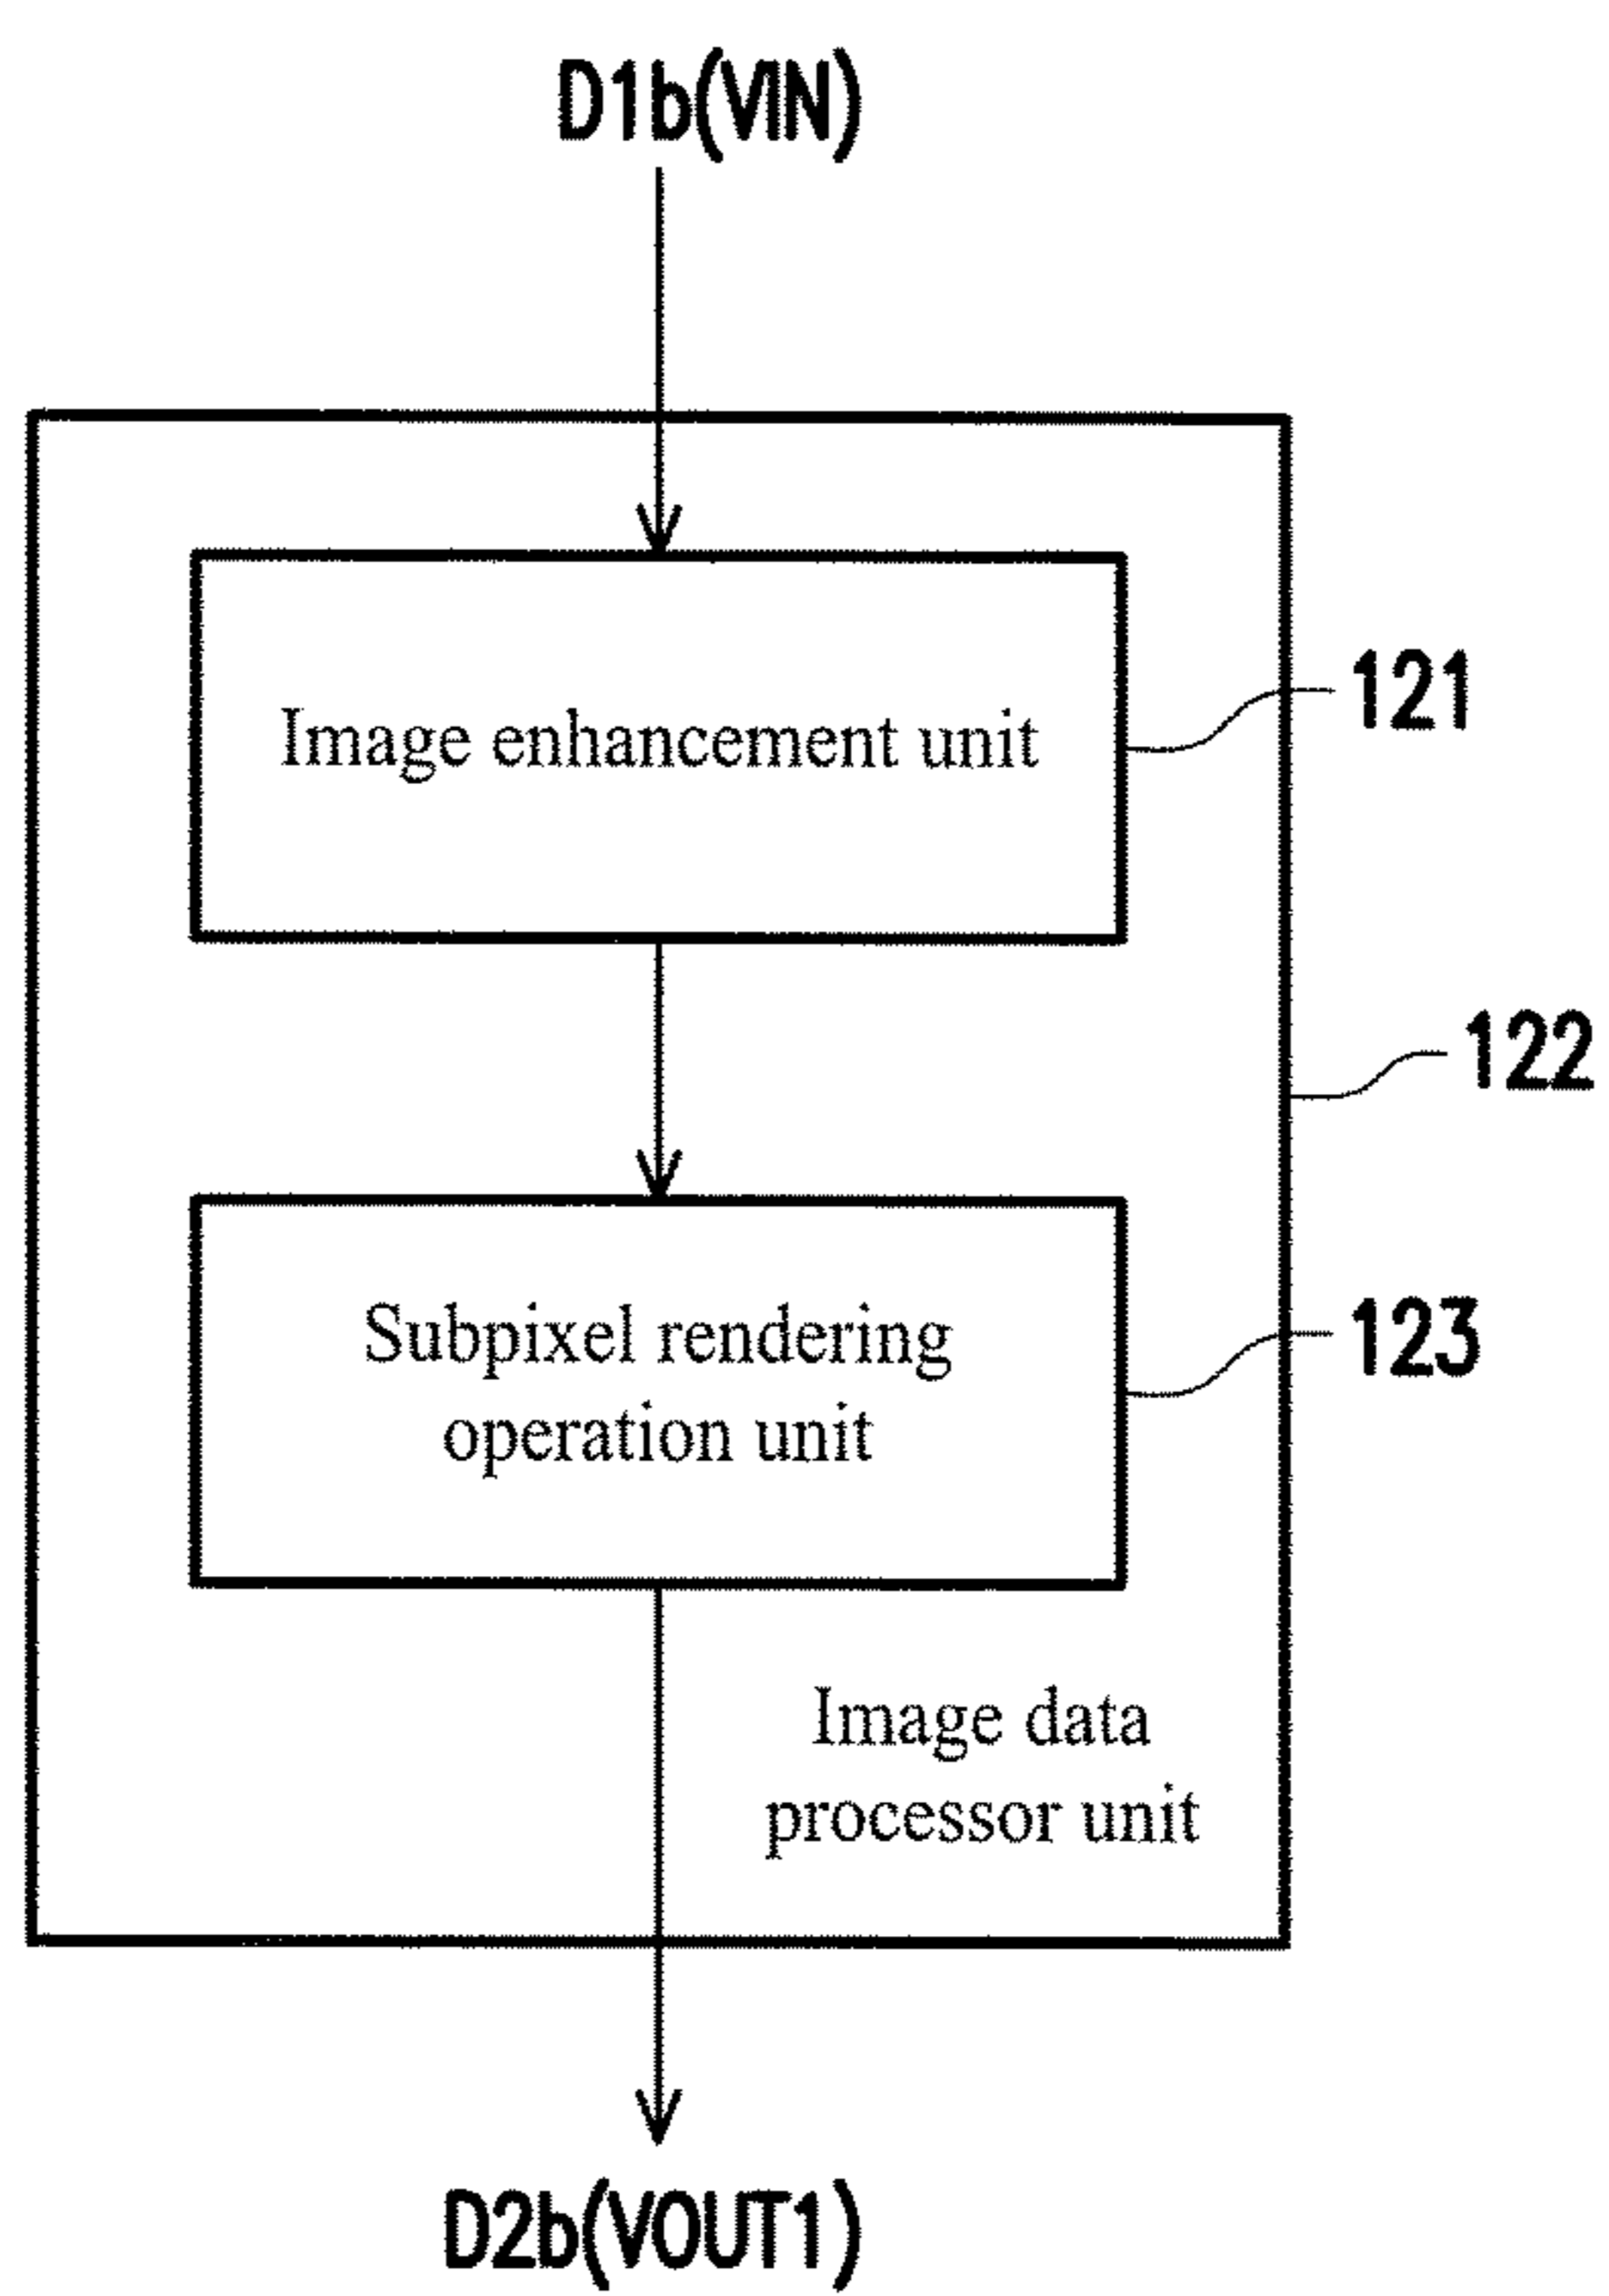 D1b(VIN)
Image enhancement unit
121
122
Subpixel rendering
operation unit
123
Image data
processor unit
D2b(VOUT1)